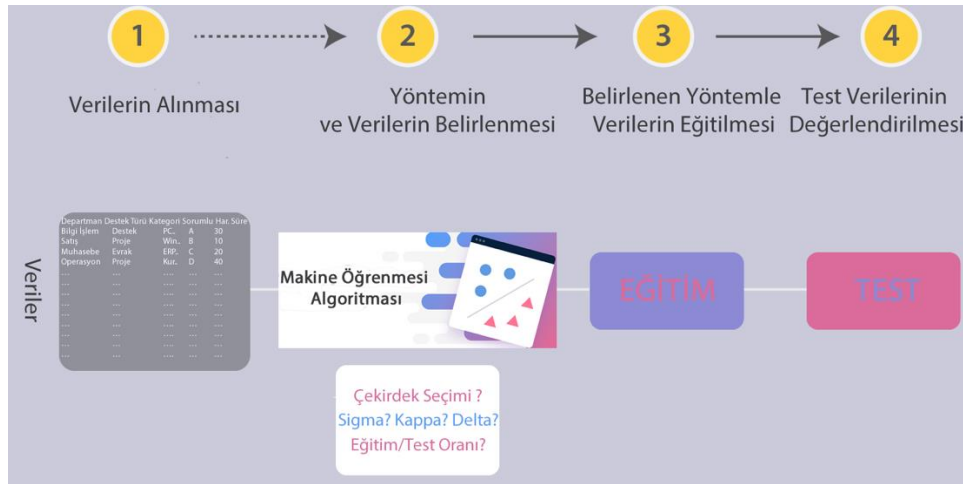 1
2
3
4
Verilerin Alınması
Yöntemin
ve Verilerin Belirlenmesi
Belirlenen Yöntemle
Verilerin Eğitilmesi
Test Verilerinin
Değerlendirilmesi
Veriler
Departman Destek Türü Kategori Sorumlu Har. Süre
Bilgi İşlem Destek PC.. A 30
Satış Proje Win.. B 10
Muhasebe Evrak ERP.. C 20
Operasyon Proje Kur.. D 40
.... .... .... .... ....
.... .... .... .... ....
.... .... .... .... ....
.... .... .... .... ....
.... .... .... .... ....
.... .... .... .... ....
.... .... .... .... ....
.... .... .... .... ....
.... .... .... .... ....
Makine Öğrenmesi
Algoritması
EĞİTİM
TEST
Çekirdek Seçimi ?
Sigma? Kappa? Delta?
Eğitim/Test Oranı?